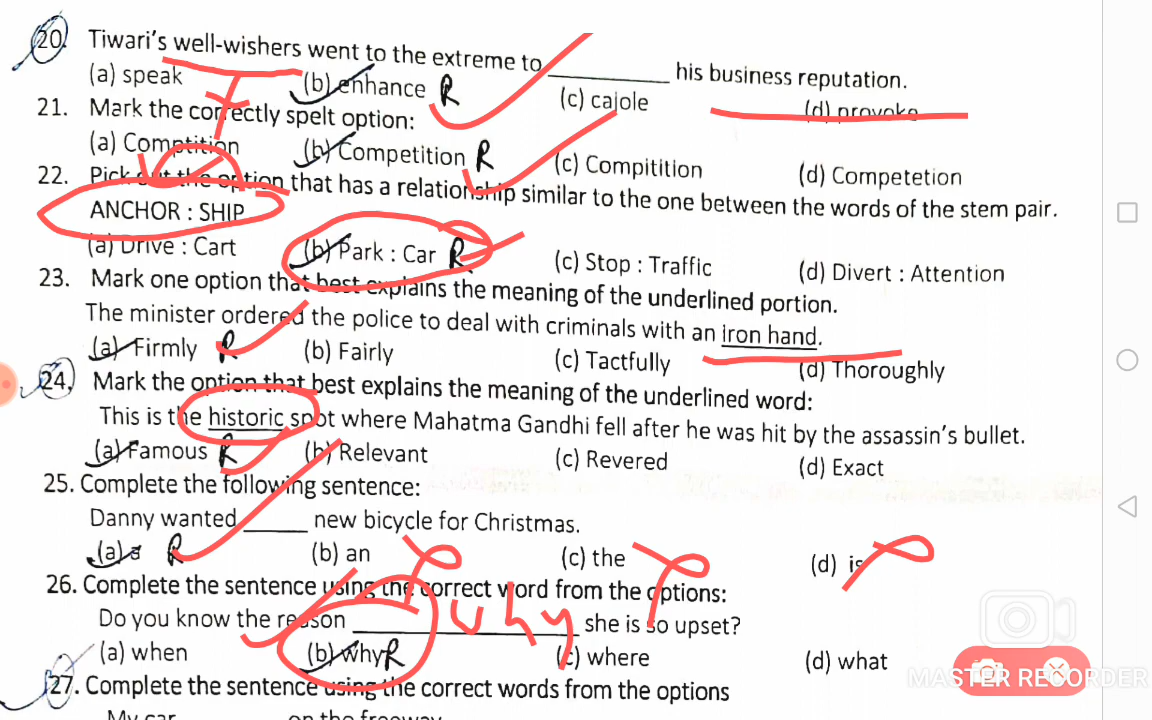 20. Tiwari's well-wishers went to the extreme to __________ his business reputation.
(a) speak (b) enhance R (c) cajole (d) provoke
21. Mark the correctly spelt option:
(a) Comptition (b) Competition R (c) Compitition (d) Competetion
22. Pick out the option that has a relationship similar to the one between the words of the stem pair.
ANCHOR : SHIP
(a) Drive : Cart (b) Park : Car R (c) Stop : Traffic (d) Divert : Attention
23. Mark one option that best explains the meaning of the underlined portion.
The minister ordered the police to deal with criminals with an iron hand.
(a) Firmly R (b) Fairly (c) Tactfully (d) Thoroughly
24. Mark the option that best explains the meaning of the underlined word:
This is the historic spot where Mahatma Gandhi fell after he was hit by the assassin's bullet.
(a) Famous R (b) Relevant (c) Revered (d) Exact
25. Complete the following sentence:
Danny wanted _____ new bicycle for Christmas.
(a) a R (b) an (c) the (d) is
26. Complete the sentence using the correct word from the options:
Do you know the reason __________________ she is so upset?
why
(a) when (b) why R (c) where (d) what
MASTER RECORDER
27. Complete the sentence using the correct words from the options
My car on the freeway